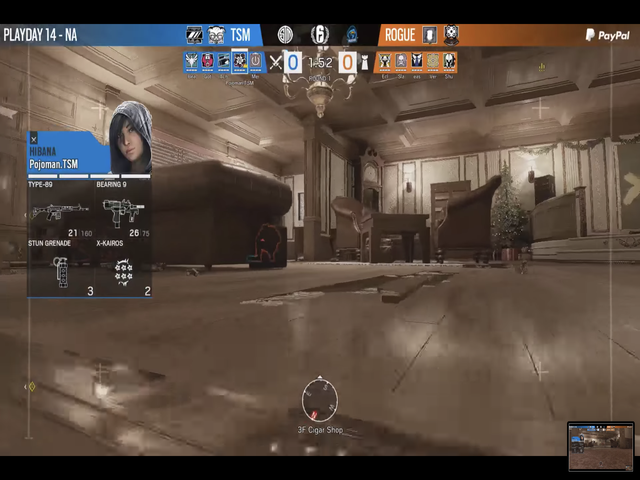 PLAYDAY 14 - NA
TSM
ROGUE
PayPal
0
1:52
0
HIBANA
Pojoman.TSM
TYPE-89
BEARING 9
21/160
26/75
STUN GRENADE
X-KAIROS
3
2
3F Cigar Shop